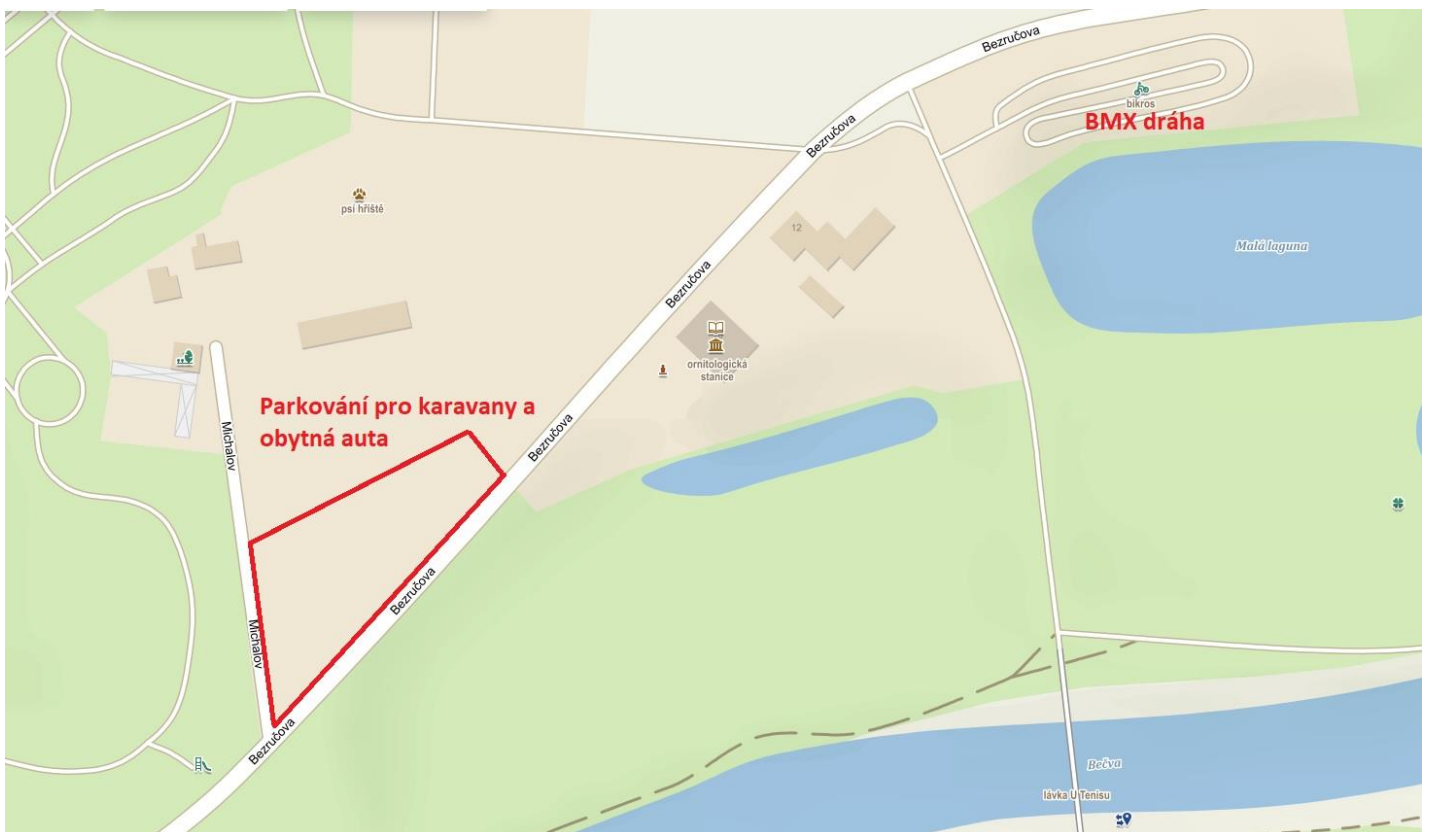 Bezručova
bikros
BMX dráha
Bezručova
psí hřiště
12
Malá laguna
Bezručova
ornitologická
stanice
Parkování pro karavany a
obytná auta
Michalov
Bezručova
Bezručova
Michalov
Bezručova
Bečva
lávka U Tenisu